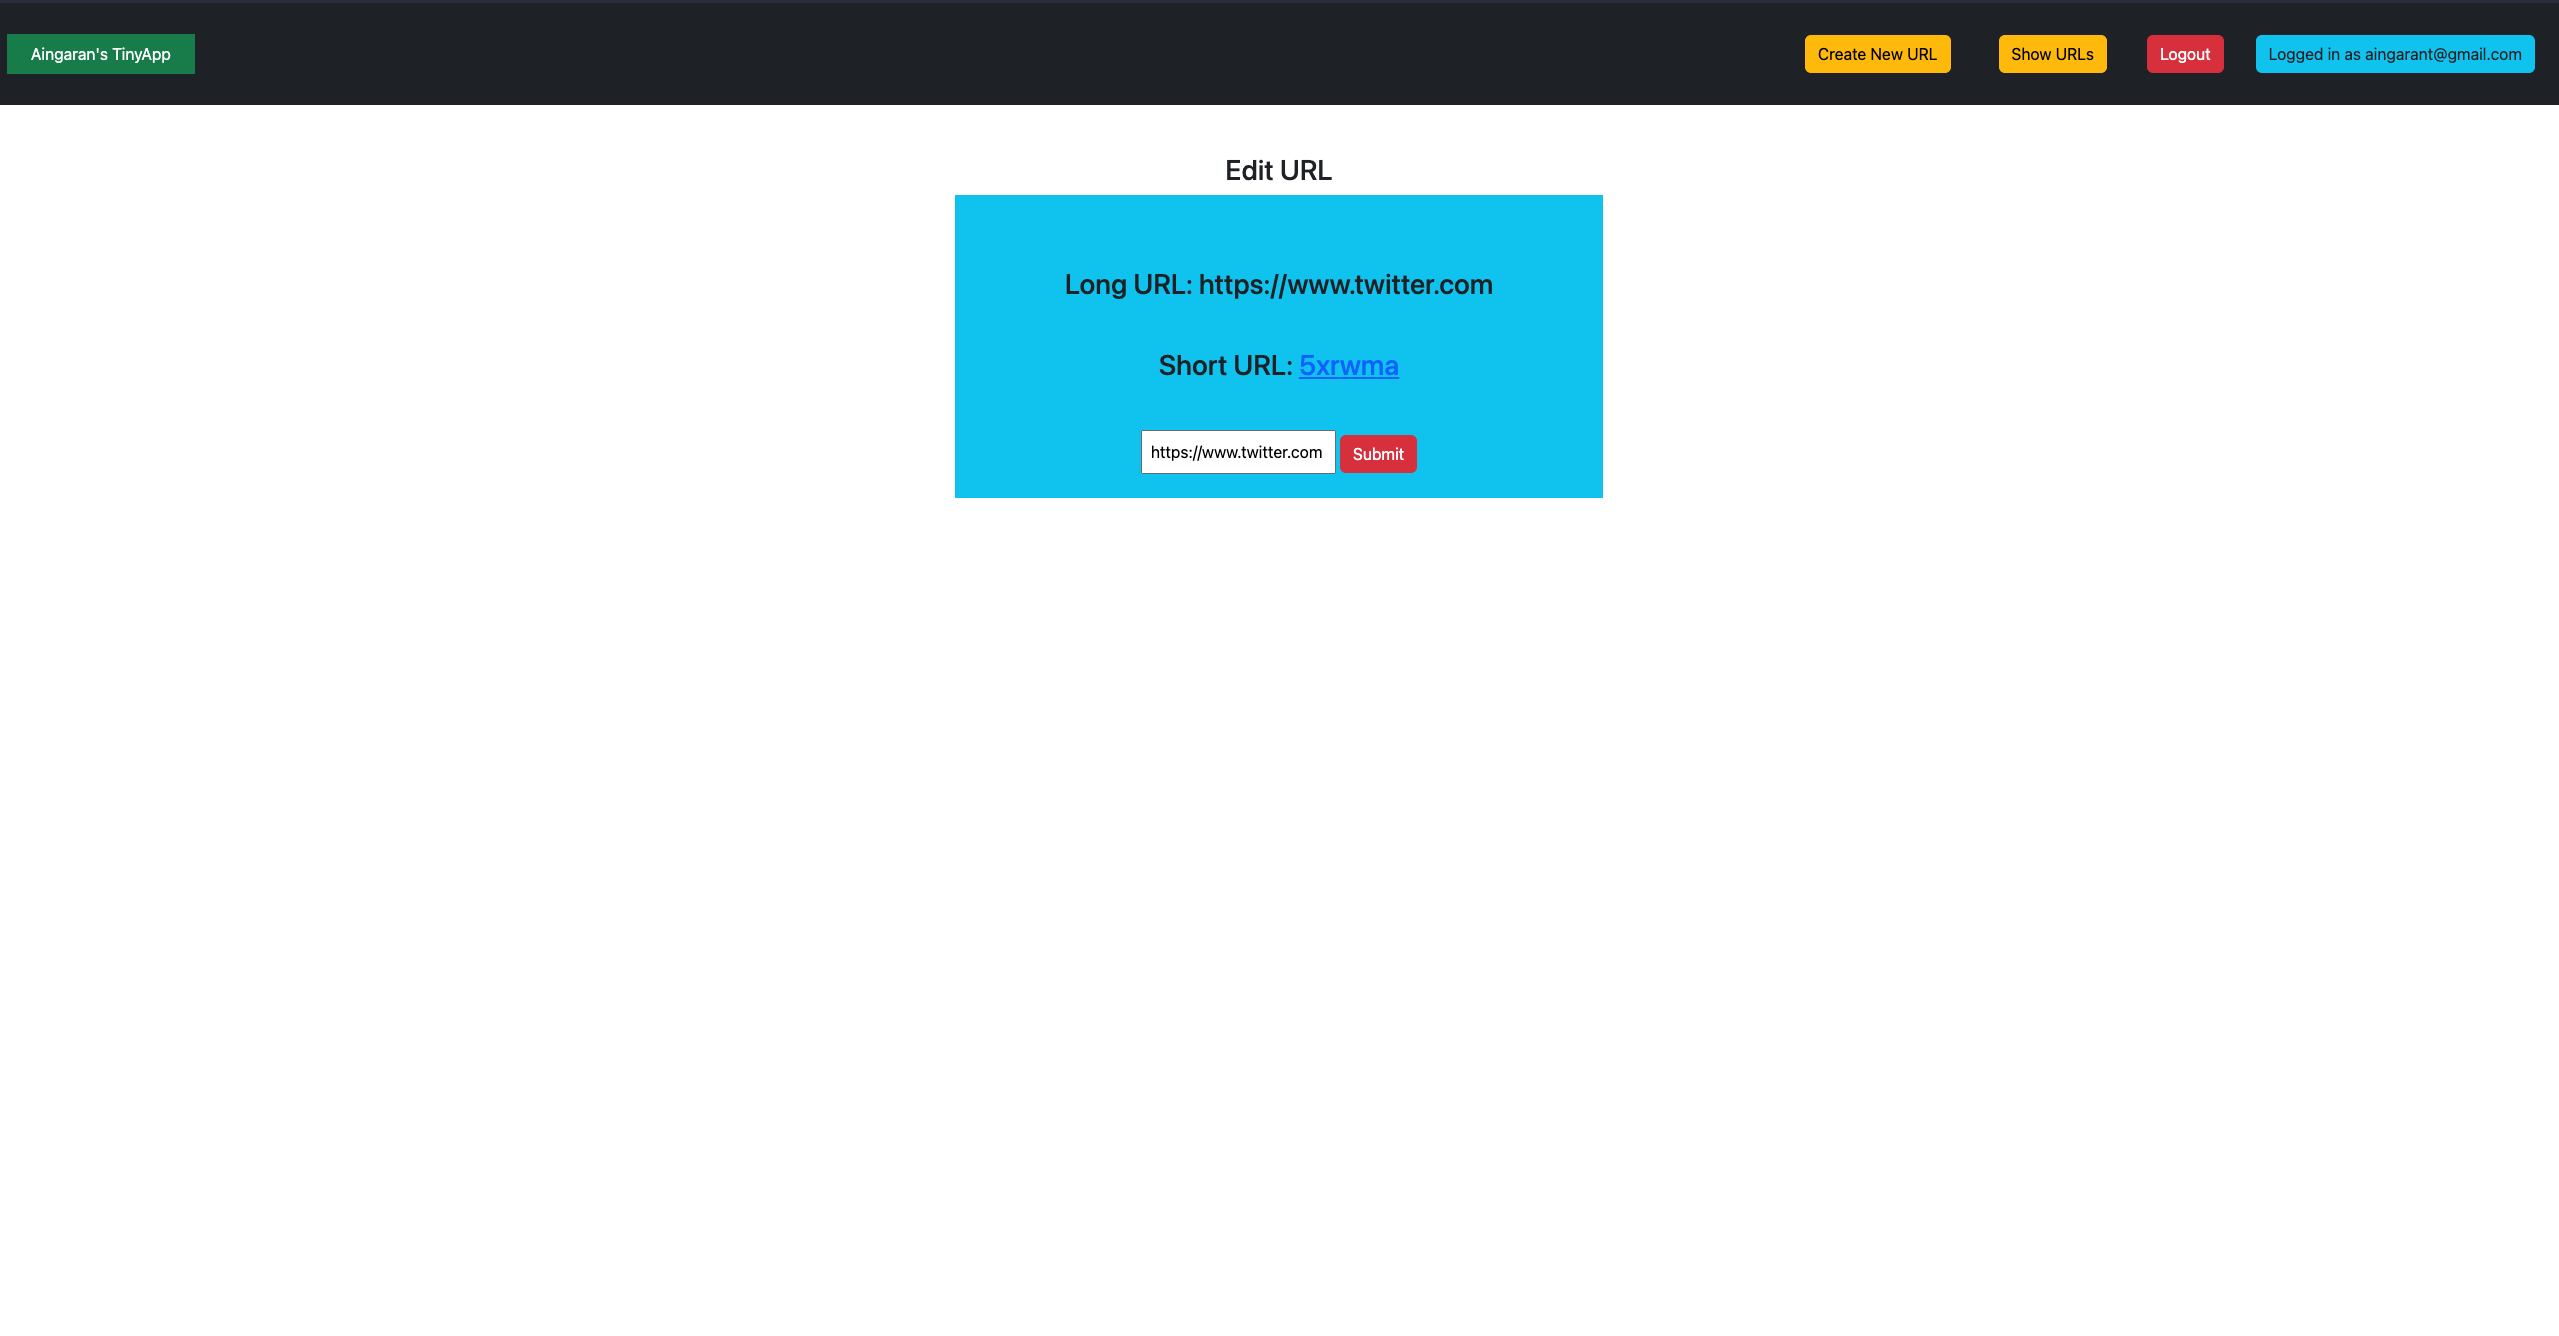 Aingaran's TinyApp
Create New URL
Show URLs
Logout
Logged in as aingarant@gmail.com
Edit URL
Long URL: https://www.twitter.com
Short URL: 5xrwma
https://www.twitter.com
Submit